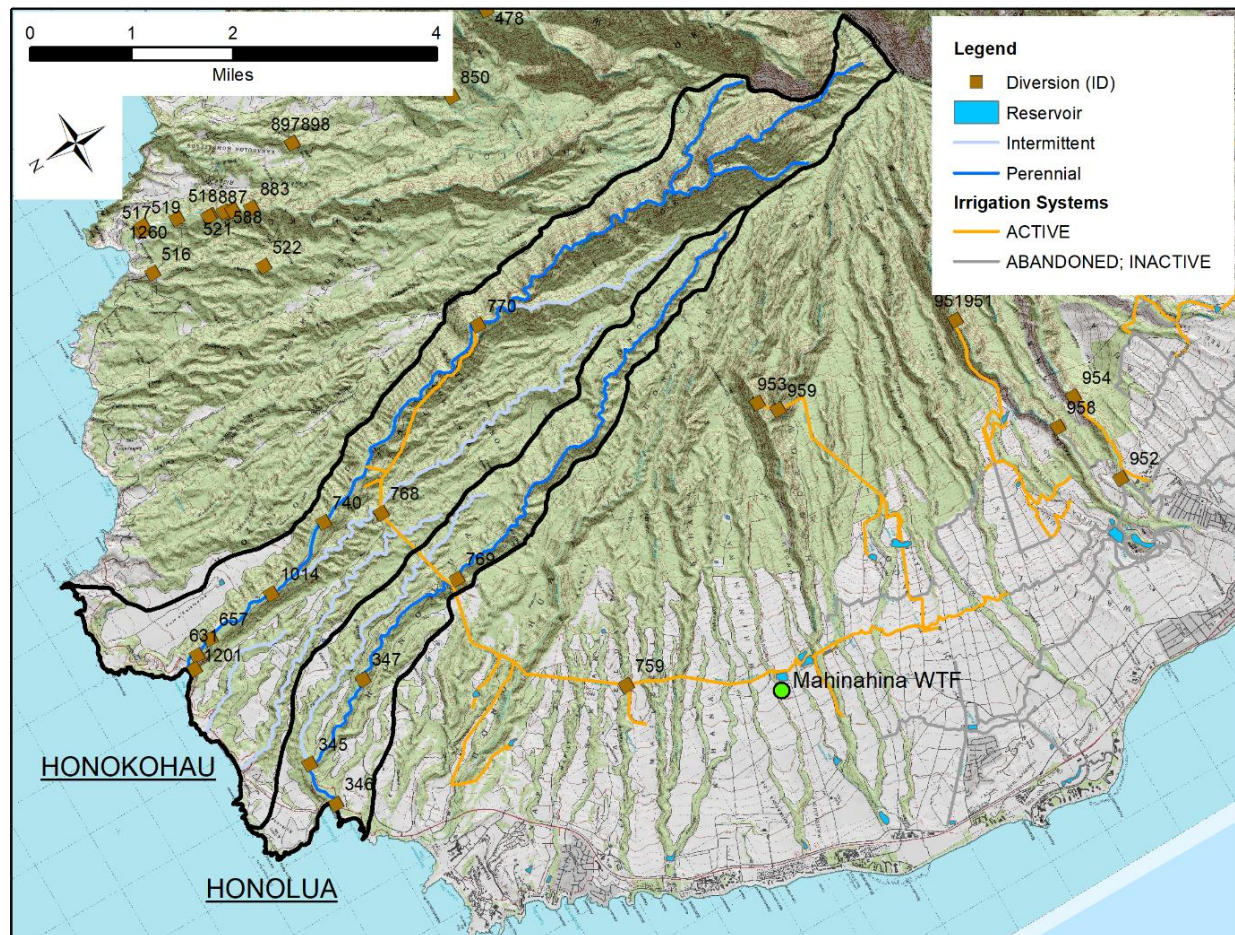 0 1 2 4
Miles
N
478
850
897898
883
518887
519
517
588
521
1260
516
522
770
768
740
769
1014
657
631
1201
347
345
346
759
953
959
951951
954
958
952
Mahinahina WTF
HONOKOHAU
HONOLUA
Legend
Diversion (ID)
Reservoir
Intermittent
Perennial
Irrigation Systems
ACTIVE
ABANDONED; INACTIVE